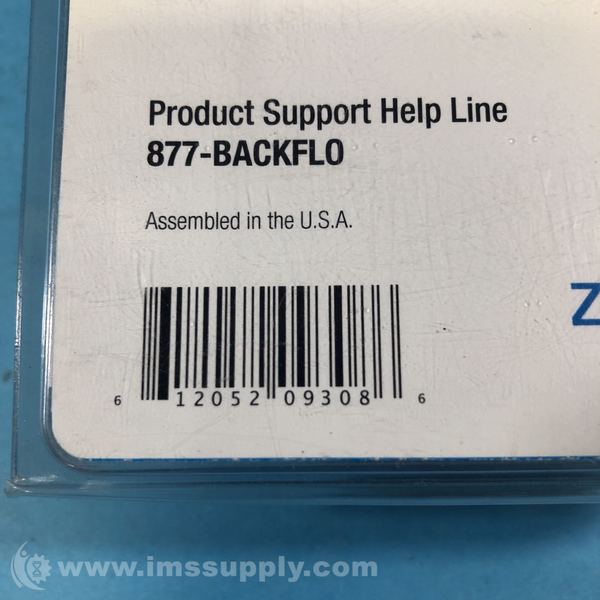 Product Support Help Line
877-BACKFLO
Assembled in the U.S.A.
Z
6 12052 09308 6
www.imssupply.com